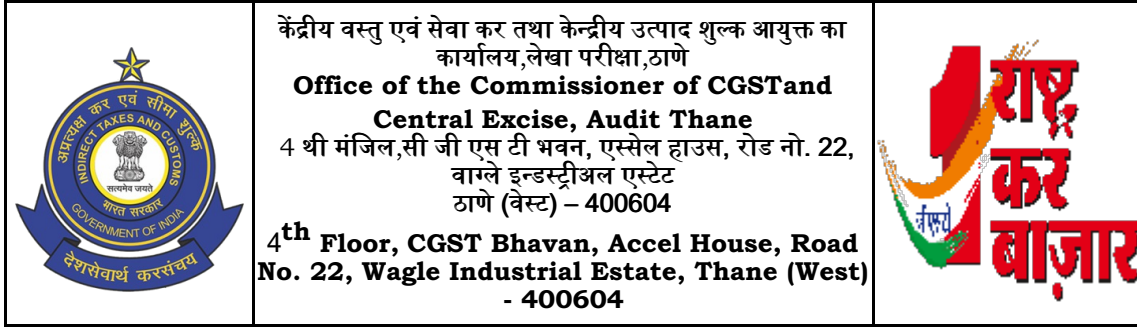 अप्रत्यक्ष कर एवं सीमा शुल्क
INDIRECT TAXES AND CUSTOMS
सत्यमेव जयते
भारत सरकार
GOVERNMENT OF INDIA
देशसेवार्थ करसंचय
केंद्रीय वस्तु एवं सेवा कर तथा केन्द्रीय उत्पाद शुल्क आयुक्त का
कार्यालय,लेखा परीक्षा,ठाणे
Office of the Commissioner of CGSTand
Central Excise, Audit Thane
4 थी मंजिल,सी जी एस टी भवन, एस्सेल हाउस, रोड नो. 22,
वाग्ले इन्डस्ट्रीअल एस्टेट
ठाणे (वेस्ट) – 400604
4th Floor, CGST Bhavan, Accel House, Road
No. 22, Wagle Industrial Estate, Thane (West)
- 400604
1
राष्ट्र
कर
बाज़ार